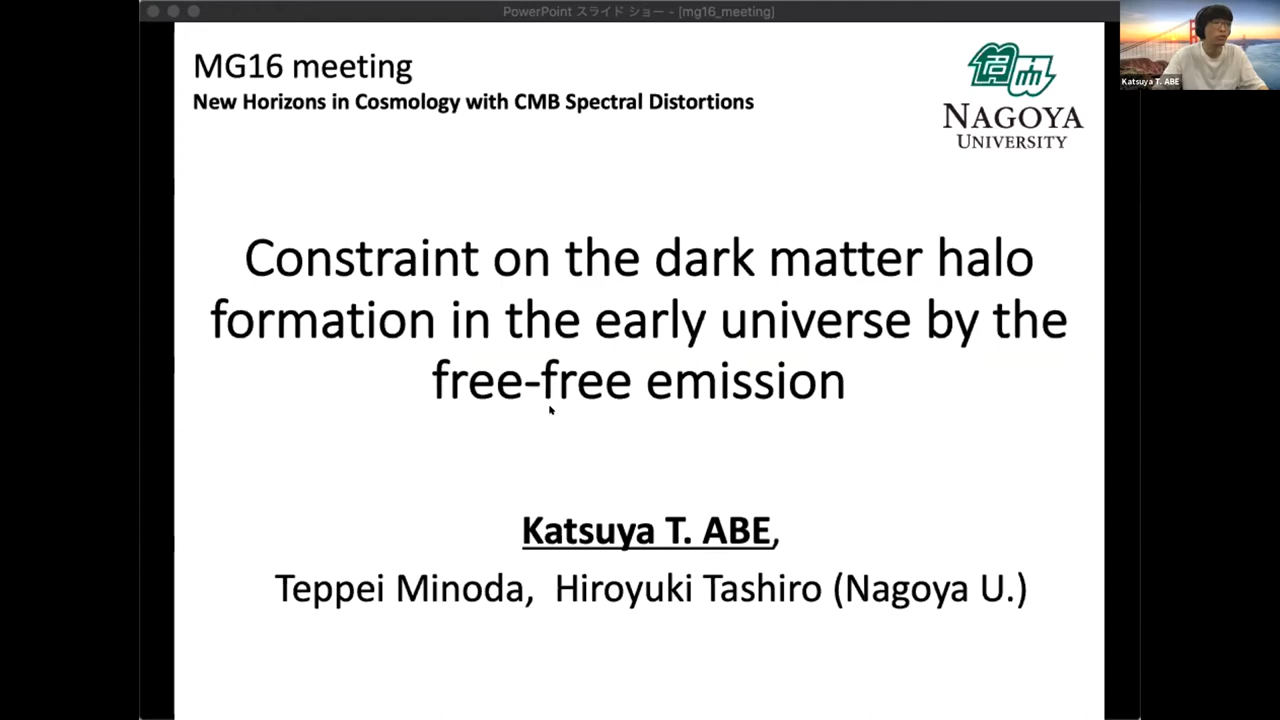 PowerPoint スライド ショー - [mg16_meeting]
MG16 meeting
New Horizons in Cosmology with CMB Spectral Distortions
NAGOYA
UNIVERSITY
Katsuya T. ABE
Constraint on the dark matter halo
formation in the early universe by the
free-free emission
Katsuya T. ABE,
Teppei Minoda, Hiroyuki Tashiro (Nagoya U.)